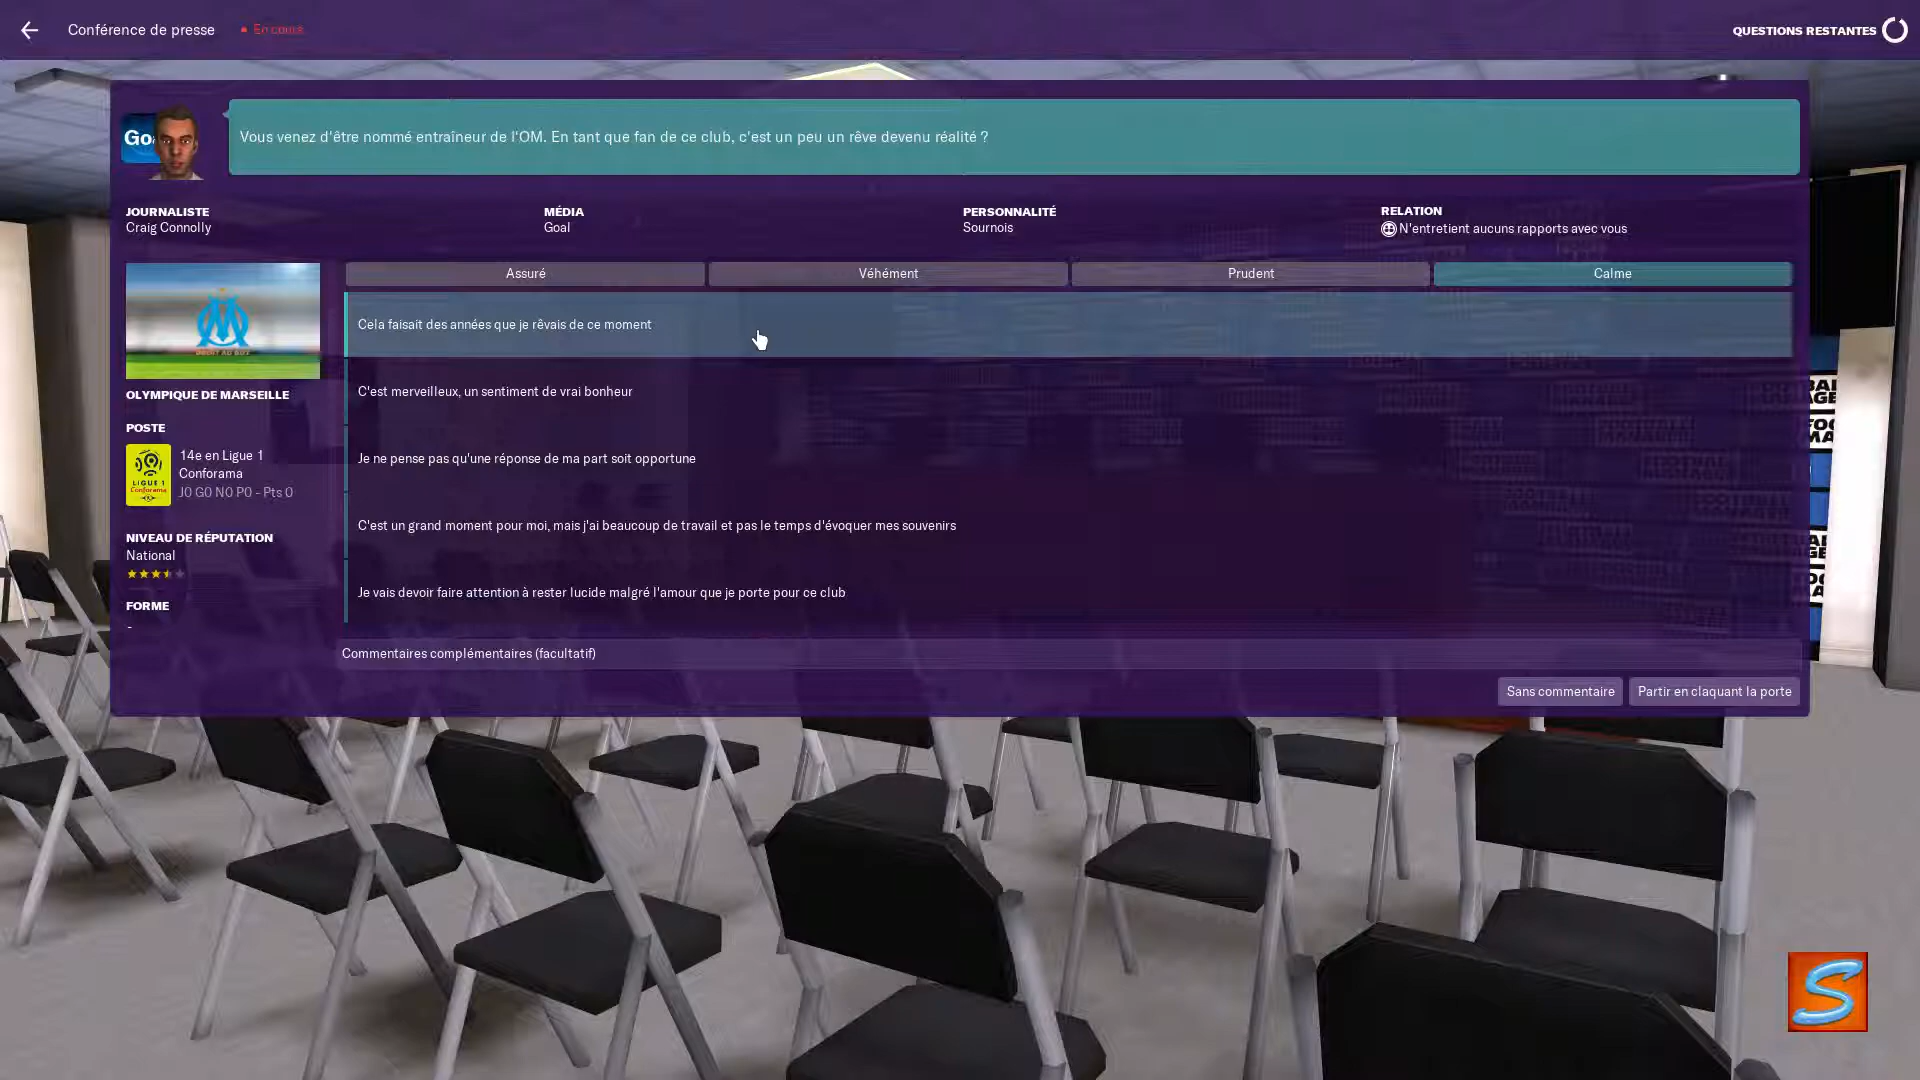 Conférence de presse
En cours
QUESTIONS RESTANTES
Go
Vous venez d'être nommé entraîneur de l'OM. En tant que fan de ce club, c'est un peu un rêve devenu réalité ?
JOURNALISTE
Craig Connolly
MÉDIA
Goal
PERSONNALITÉ
Sournois
RELATION
N'entretient aucuns rapports avec vous
Assuré
Véhément
Prudent
Calme
DROIT AU BUT
OLYMPIQUE DE MARSEILLE
POSTE
LIGUE 1
Conforama
14e en Ligue 1
Conforama
J0 G0 N0 P0 - Pts 0
NIVEAU DE RÉPUTATION
National
FORME
-
Cela faisait des années que je rêvais de ce moment
C'est merveilleux, un sentiment de vrai bonheur
Je ne pense pas qu'une réponse de ma part soit opportune
C'est un grand moment pour moi, mais j'ai beaucoup de travail et pas le temps d'évoquer mes souvenirs
Je vais devoir faire attention à rester lucide malgré l'amour que je porte pour ce club
Commentaires complémentaires (facultatif)
Sans commentaire
Partir en claquant la porte
S